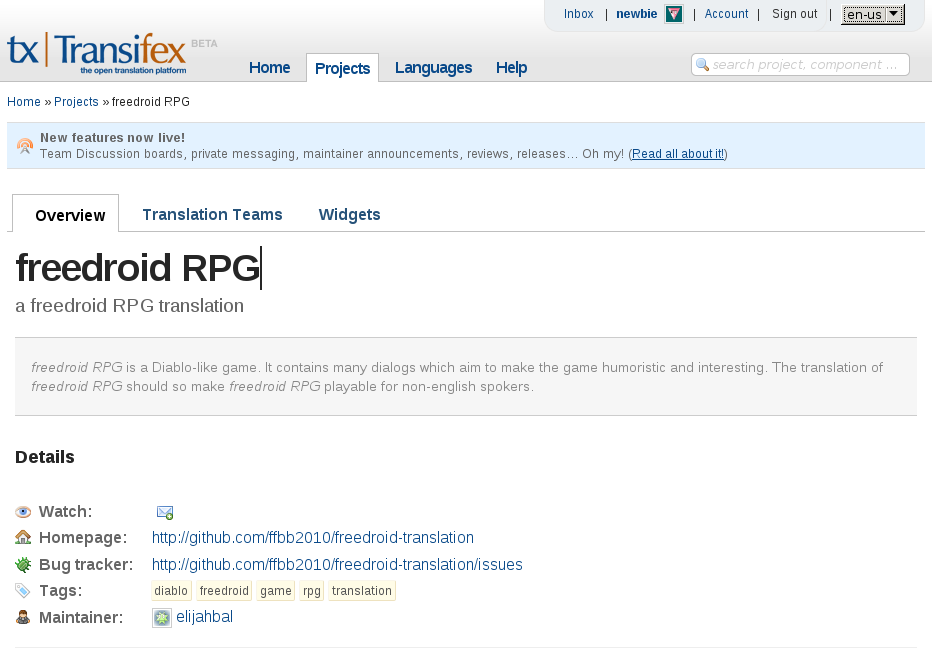 Inbox | newbie | Account | Sign out | en-us
tx Transifex BETA
the open translation platform
Home Projects Languages Help
search project, component ...
Home » Projects » freedroid RPG
New features now live!
Team Discussion boards, private messaging, maintainer announcements, reviews, releases... Oh my! (Read all about it!)
Overview Translation Teams Widgets
freedroid RPG
a freedroid RPG translation
freedroid RPG is a Diablo-like game. It contains many dialogs which aim to make the game humoristic and interesting. The translation of
freedroid RPG should so make freedroid RPG playable for non-english spokers.
Details
Watch:
Homepage: http://github.com/ffbb2010/freedroid-translation
Bug tracker: http://github.com/ffbb2010/freedroid-translation/issues
Tags: diablo freedroid game rpg translation
Maintainer: elijahbal